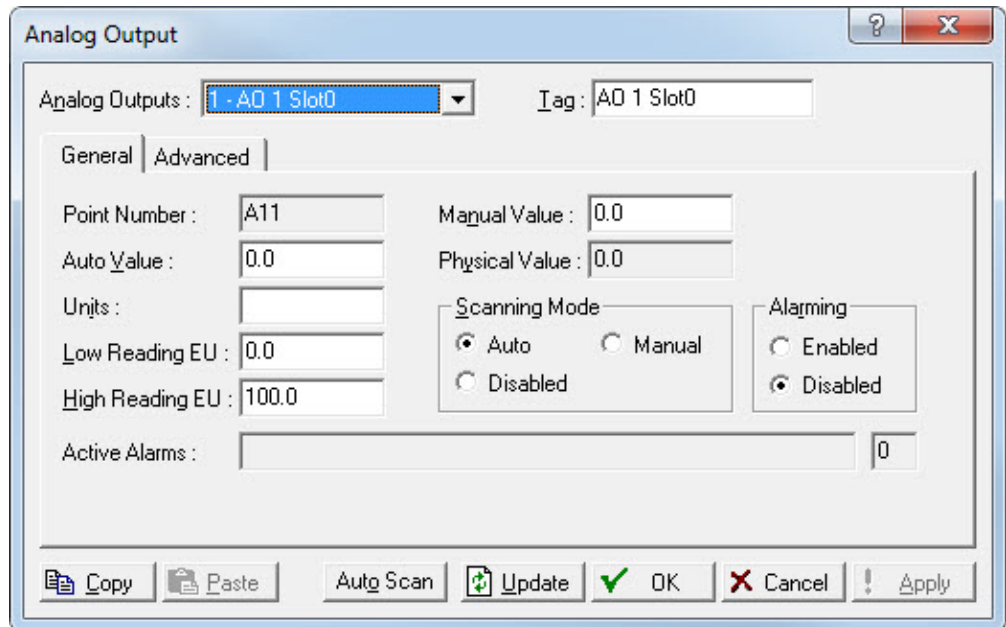 Analog Output
Analog Outputs : 1 - AO 1 Slot0 Tag : AO 1 Slot0
General Advanced
Point Number : A11 Manual Value : 0.0
Auto Value : 0.0 Physical Value : 0.0
Units : Scanning Mode Alarming
Low Reading EU : 0.0 Auto Manual Enabled
High Reading EU : 100.0 Disabled Disabled
Active Alarms : 0
Copy Paste Auto Scan Update OK Cancel Apply